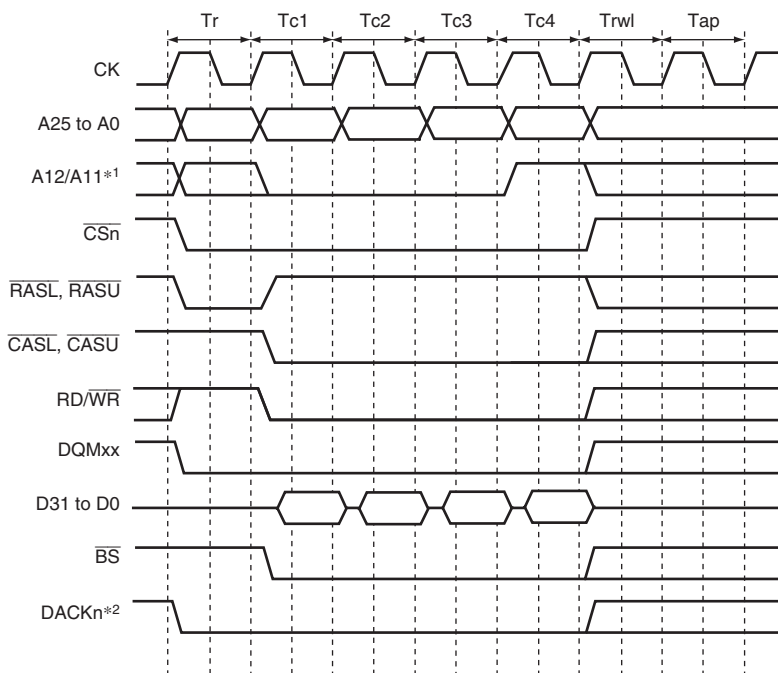 Tr Tc1 Tc2 Tc3 Tc4 Trwl Tap
CK
A25 to A0
A12/A11*1
CSn
RASL, RASU
CASL, CASU
RD/WR
DQMxx
D31 to D0
BS
DACKn*2